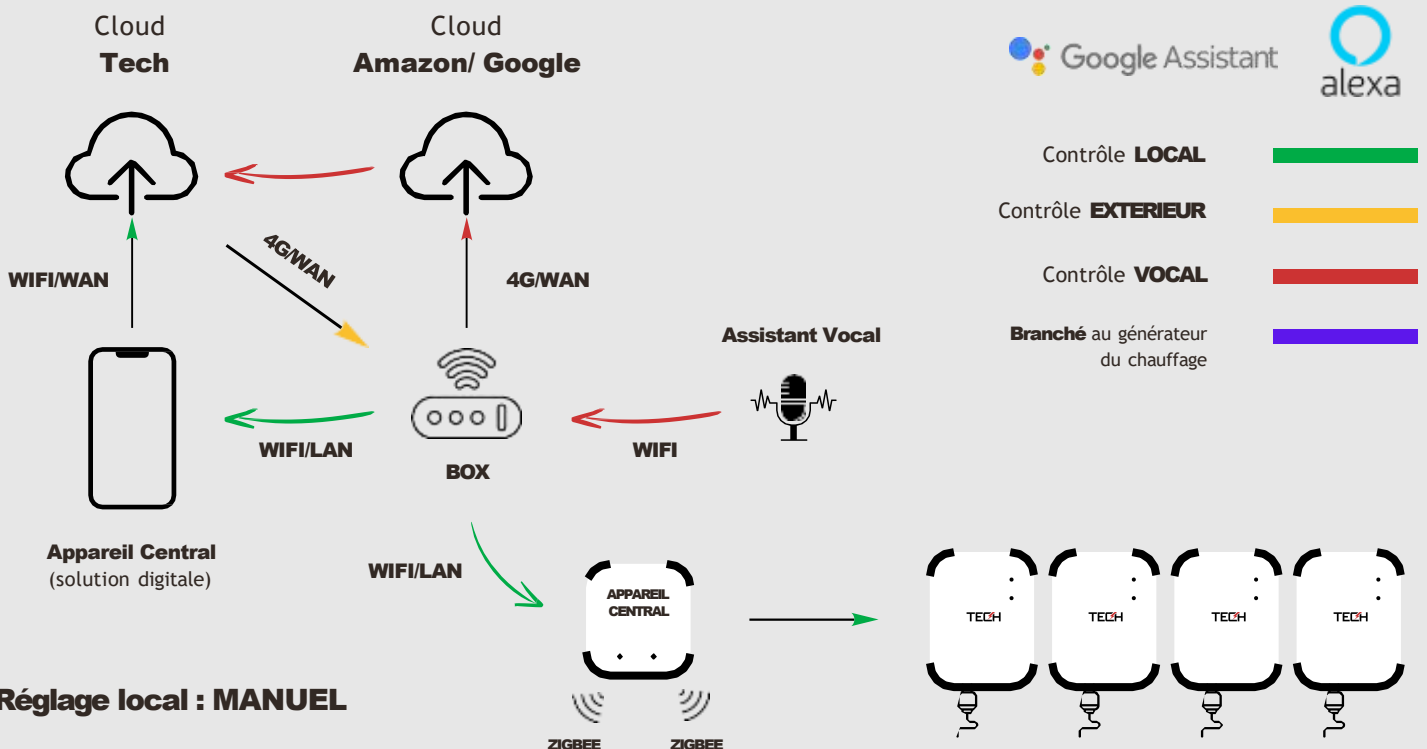 Cloud
Tech
Cloud
Amazon/ Google
Google Assistant
alexa
Contrôle LOCAL
Contrôle EXTERIEUR
Contrôle VOCAL
Branché au générateur
du chauffage
WIFI/WAN
4G/WAN
4G/WAN
Assistant Vocal
WIFI/LAN
BOX
WIFI
Appareil Central
(solution digitale)
WIFI/LAN
APPAREIL
CENTRAL
TECH
TECH
TECH
TECH
Réglage local : MANUEL
ZIGBEE
ZIGBEE